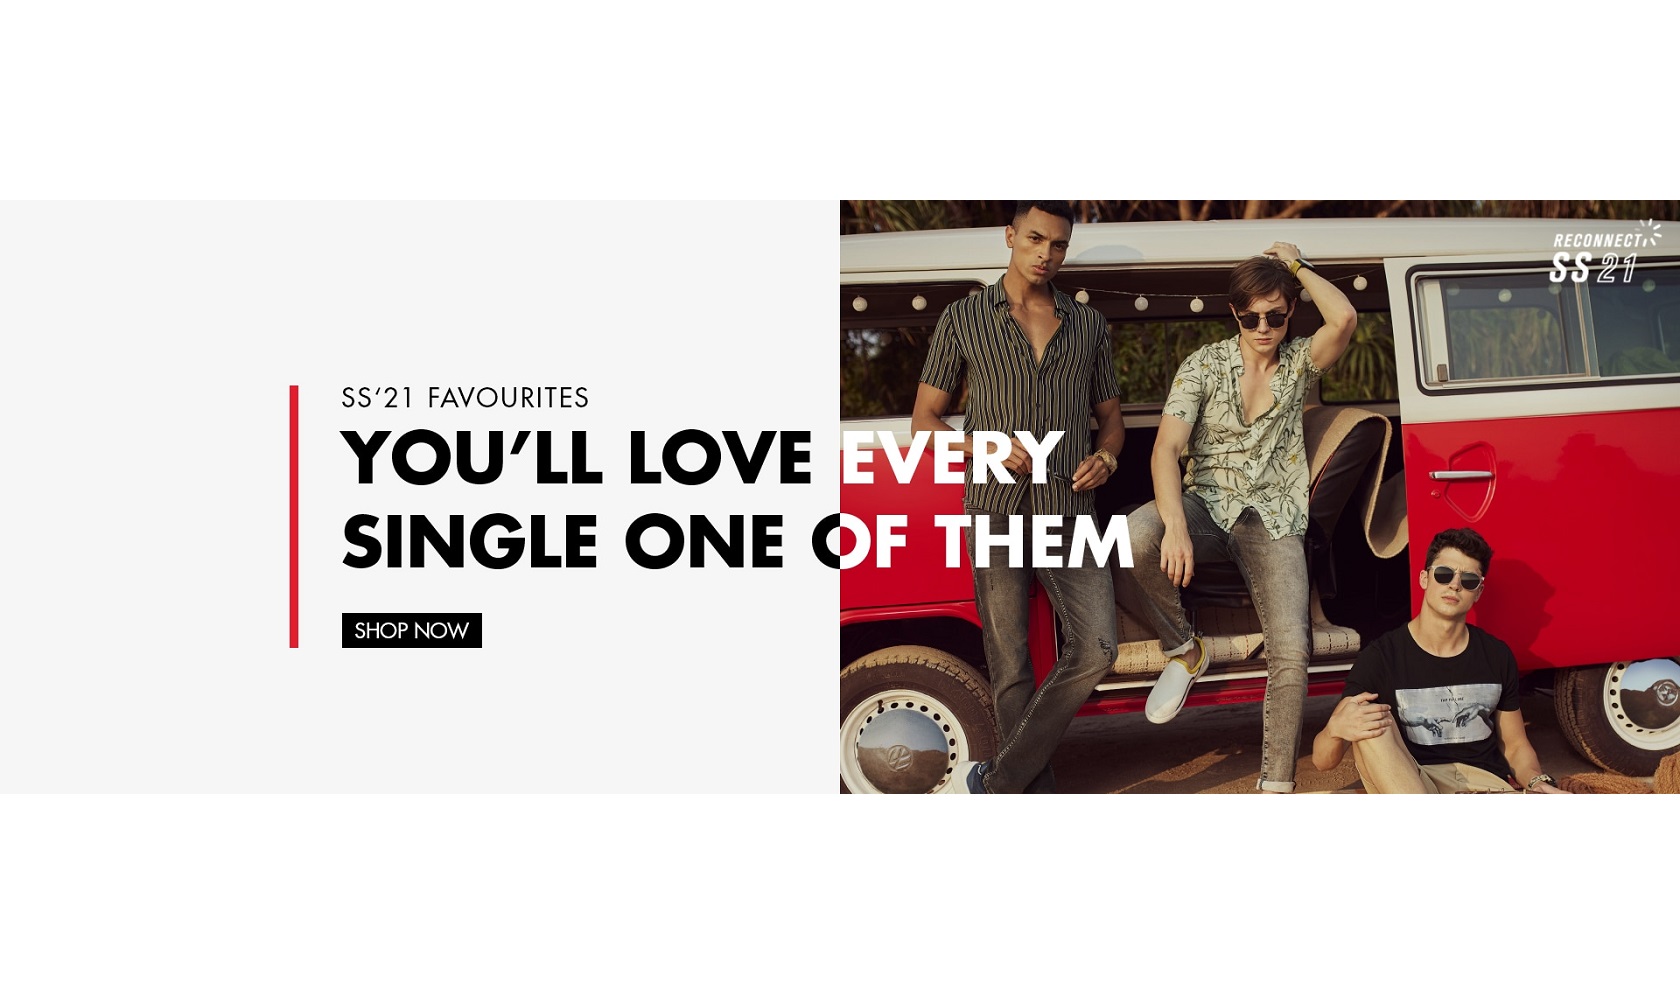 SS'21 FAVOURITES
YOU'LL LOVE EVERY
SINGLE ONE OF THEM
SHOP NOW
RECONNECT
SS 21